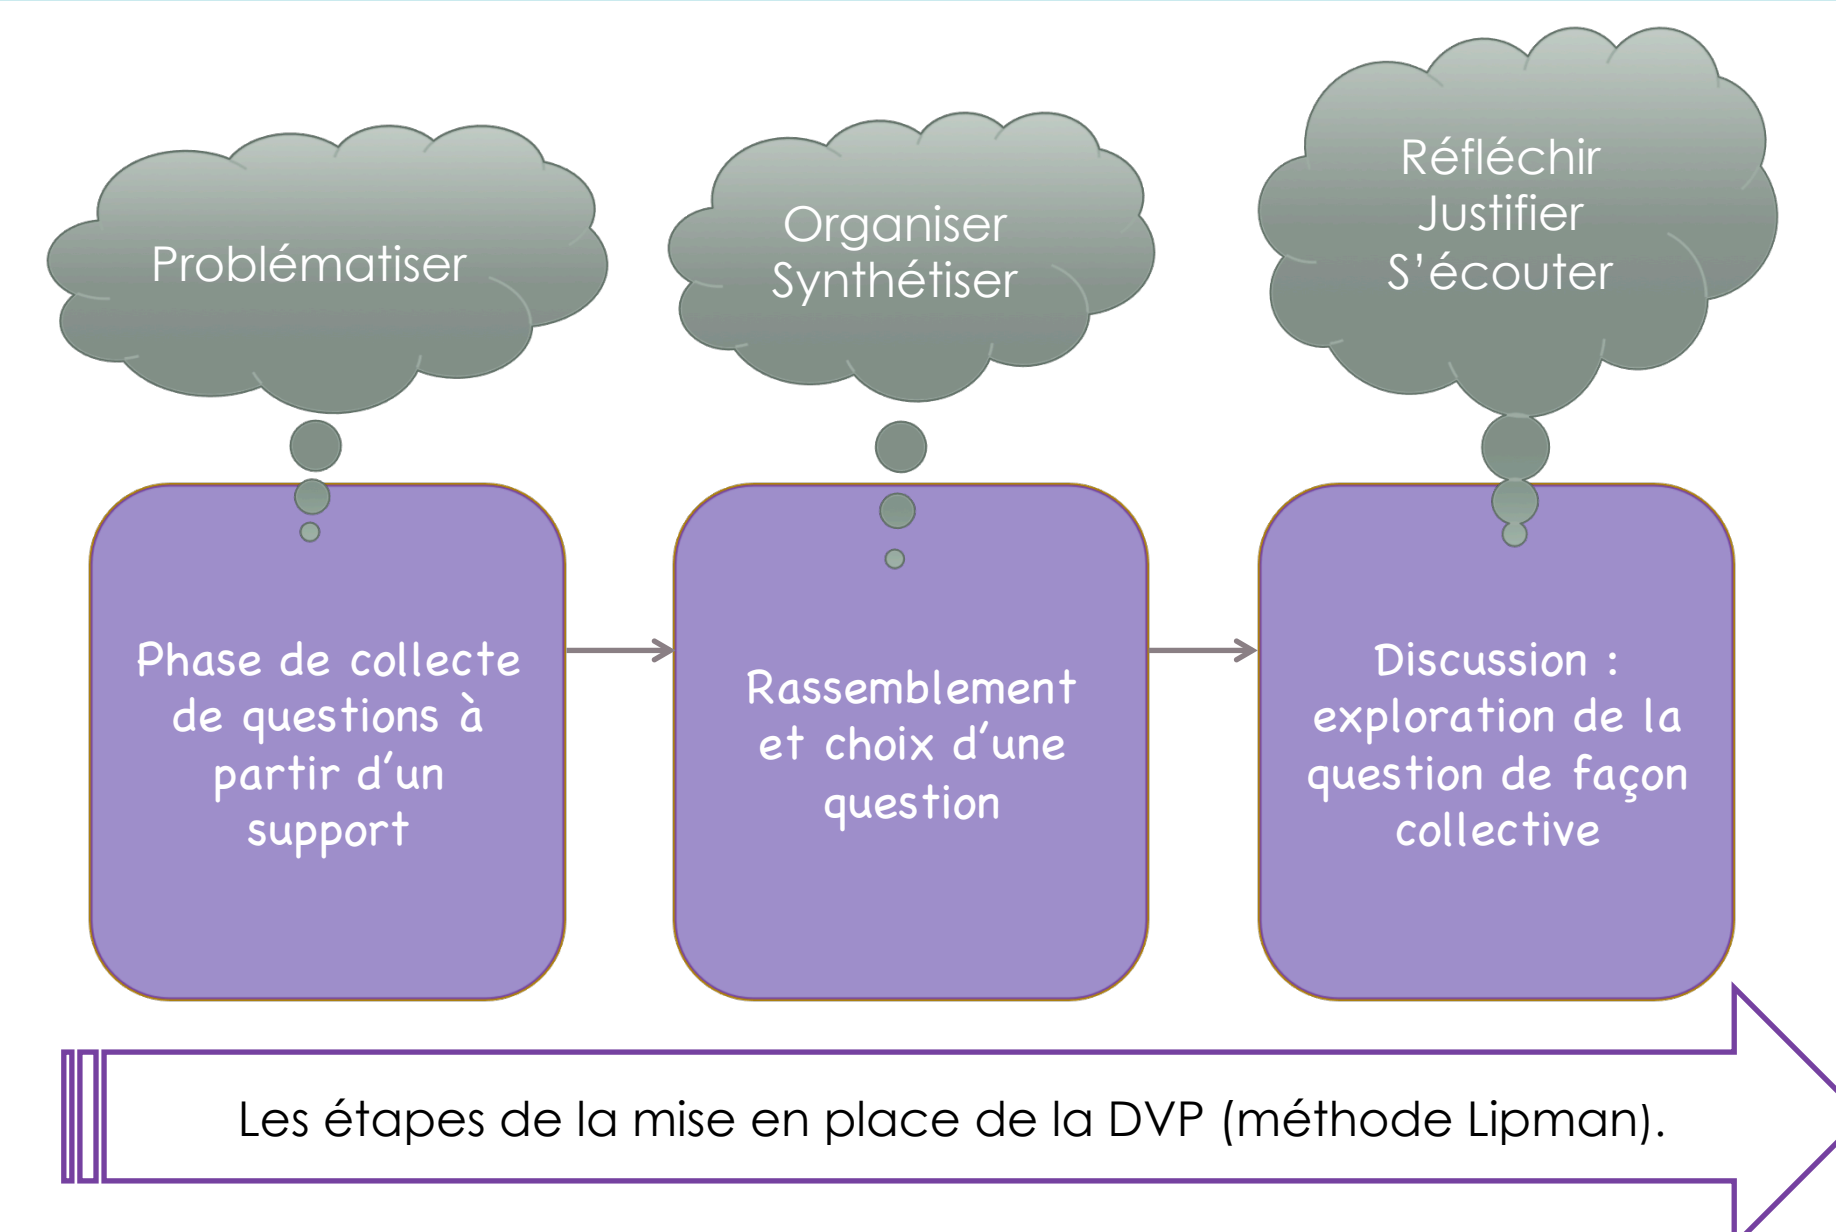 Problématiser
Organiser
Synthétiser
Réfléchir
Justifier
S’écouter
Phase de collecte
de questions à
partir d’un
support
Rassemblement
et choix d’une
question
Discussion :
exploration de la
question de façon
collective
Les étapes de la mise en place de la DVP (méthode Lipman).